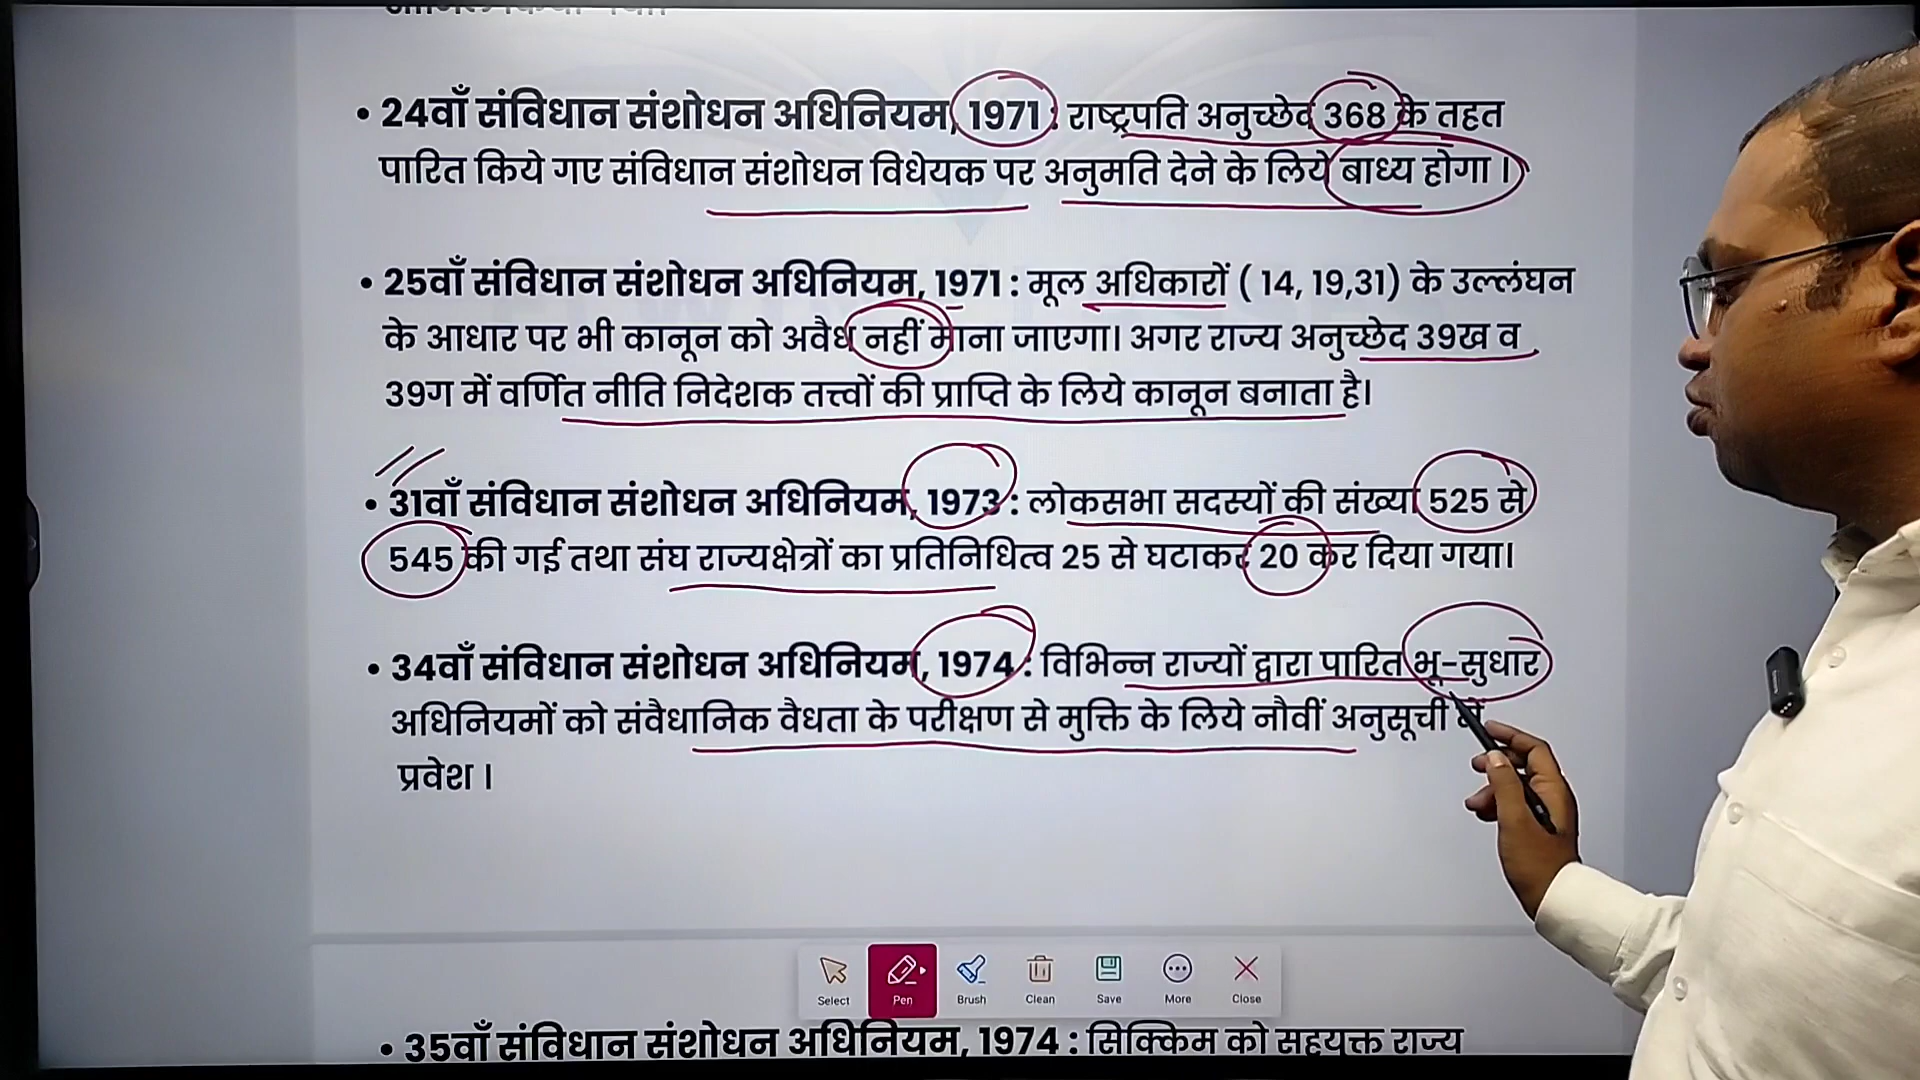 • 24वाँ संविधान संशोधन अधिनियम, 1971 : राष्ट्रपति अनुच्छेद 368 के तहत
पारित किये गए संविधान संशोधन विधेयक पर अनुमति देने के लिये बाध्य होगा ।
• 25वाँ संविधान संशोधन अधिनियम, 1971 : मूल अधिकारों ( 14, 19,31) के उल्लंघन
के आधार पर भी कानून को अवैध नहीं माना जाएगा। अगर राज्य अनुच्छेद 39ख व
39ग में वर्णित नीति निदेशक तत्त्वों की प्राप्ति के लिये कानून बनाता है।
• 31वाँ संविधान संशोधन अधिनियम, 1973 : लोकसभा सदस्यों की संख्या 525 से
545 की गई तथा संघ राज्यक्षेत्रों का प्रतिनिधित्व 25 से घटाकर 20 कर दिया गया।
• 34वाँ संविधान संशोधन अधिनियम, 1974 : विभिन्न राज्यों द्वारा पारित भू-सुधार
अधिनियमों को संवैधानिक वैधता के परीक्षण से मुक्ति के लिये नौवीं अनुसूची में
प्रवेश ।
Select Pen Brush Clean Save More Close
• 35वाँ संविधान संशोधन अधिनियम, 1974 : सिक्किम को सहयुक्त राज्य